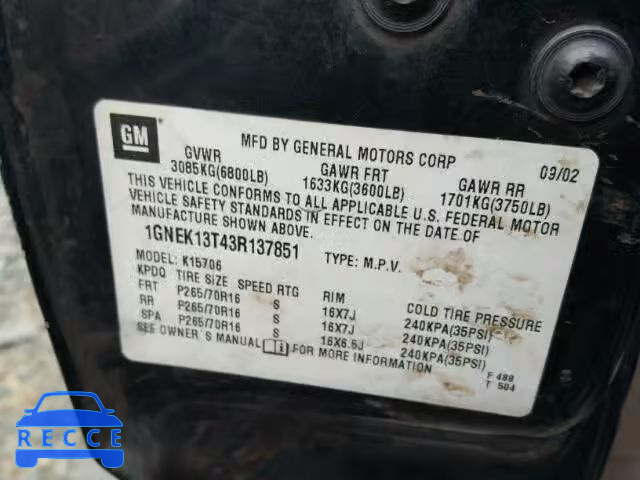 GM
MFD BY GENERAL MOTORS CORP 09/02
GVWR GAWR FRT GAWR RR
3085KG(6800LB) 1633KG(3600LB) 1701KG(3750LB)
THIS VEHICLE CONFORMS TO ALL APPLICABLE U.S. FEDERAL MOTOR
VEHICLE SAFETY STANDARDS IN EFFECT ON THE DATE OF
MANUFACTURE SHOWN ABOVE.
1GNEK13T43R137851 TYPE: M.P.V.
MODEL: K15706
KPDQ TIRE SIZE SPEED RTG RIM COLD TIRE PRESSURE
FRT P265/70R16 S 16X7J 240KPA(35PSI)
RR P265/70R16 S 16X7J 240KPA(35PSI)
SPA P265/70R16 S 16X6.5J 240KPA(35PSI)
SEE OWNER'S MANUAL FOR MORE INFORMATION
F 488
T 504
RECCE